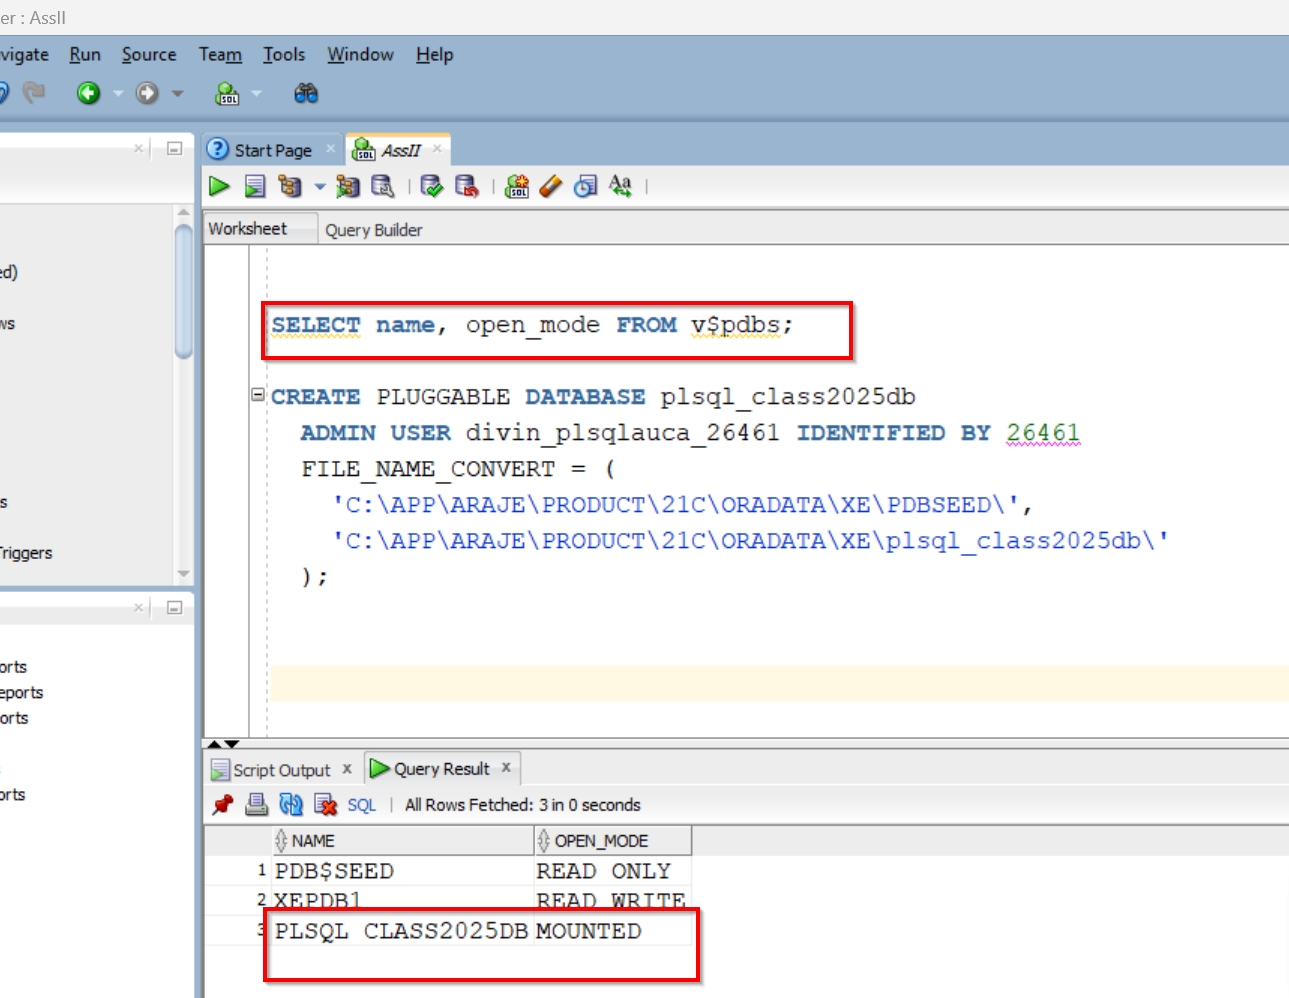 er : AssII
vigate Run Source Team Tools Window Help
Start Page AssII
Worksheet Query Builder
ed)
ws
s
Triggers
orts
eports
orts
orts
SELECT name, open_mode FROM v$pdbs;
CREATE PLUGGABLE DATABASE plsql_class2025db
ADMIN USER divin_plsqlauca_26461 IDENTIFIED BY 26461
FILE_NAME_CONVERT = (
'C:\APP\ARAJE\PRODUCT\21C\ORADATA\XE\PDBSEED\',
'C:\APP\ARAJE\PRODUCT\21C\ORADATA\XE\plsql_class2025db\'
);
Script Output Query Result
SQL | All Rows Fetched: 3 in 0 seconds
NAME OPEN_MODE
1 PDB$SEED READ ONLY
2 XEPDB1 READ WRITE
3 PLSQL_CLASS2025DB MOUNTED